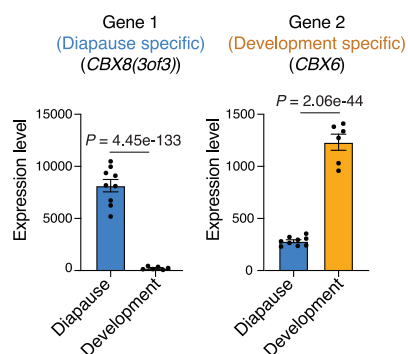 Gene 1
(Diapause specific)
(CBX8(3of3))
Expression level
15000
10000
5000
0
P = 4.45e-133
Diapause
Development
Gene 2
(Development specific)
(CBX6)
Expression level
1500
1000
500
0
P = 2.06e-44
Diapause
Development